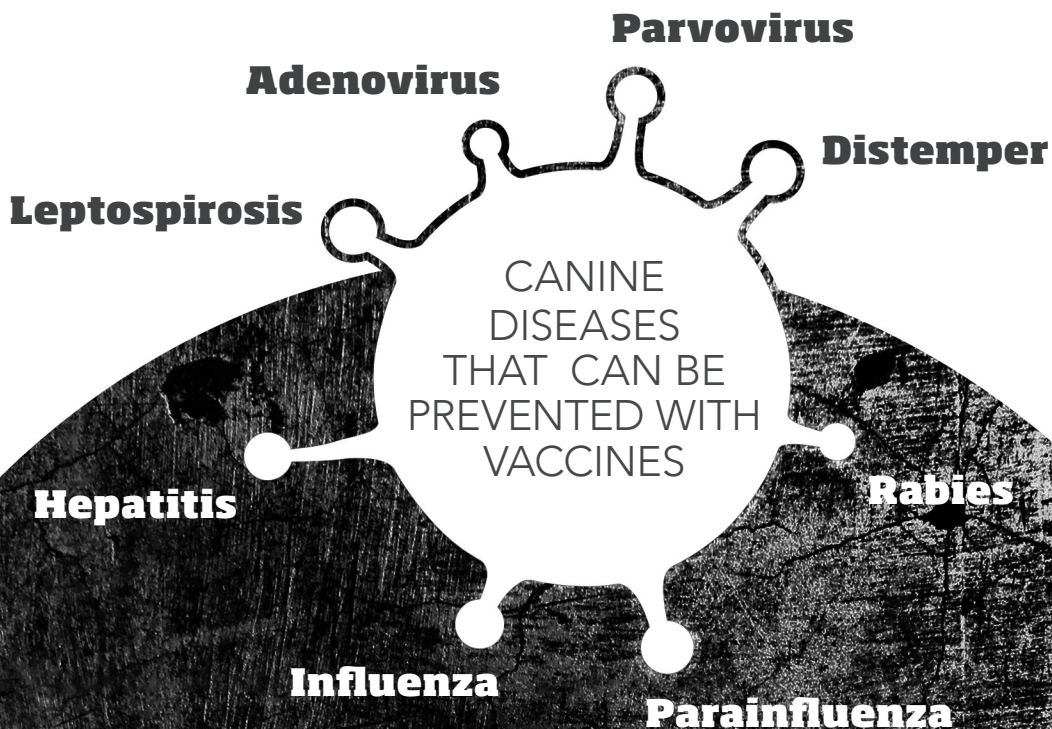 Parvovirus
Adenovirus
Distemper
Leptospirosis
CANINE
DISEASES
THAT CAN BE
PREVENTED WITH
VACCINES
Rabies
Hepatitis
Influenza
Parainfluenza